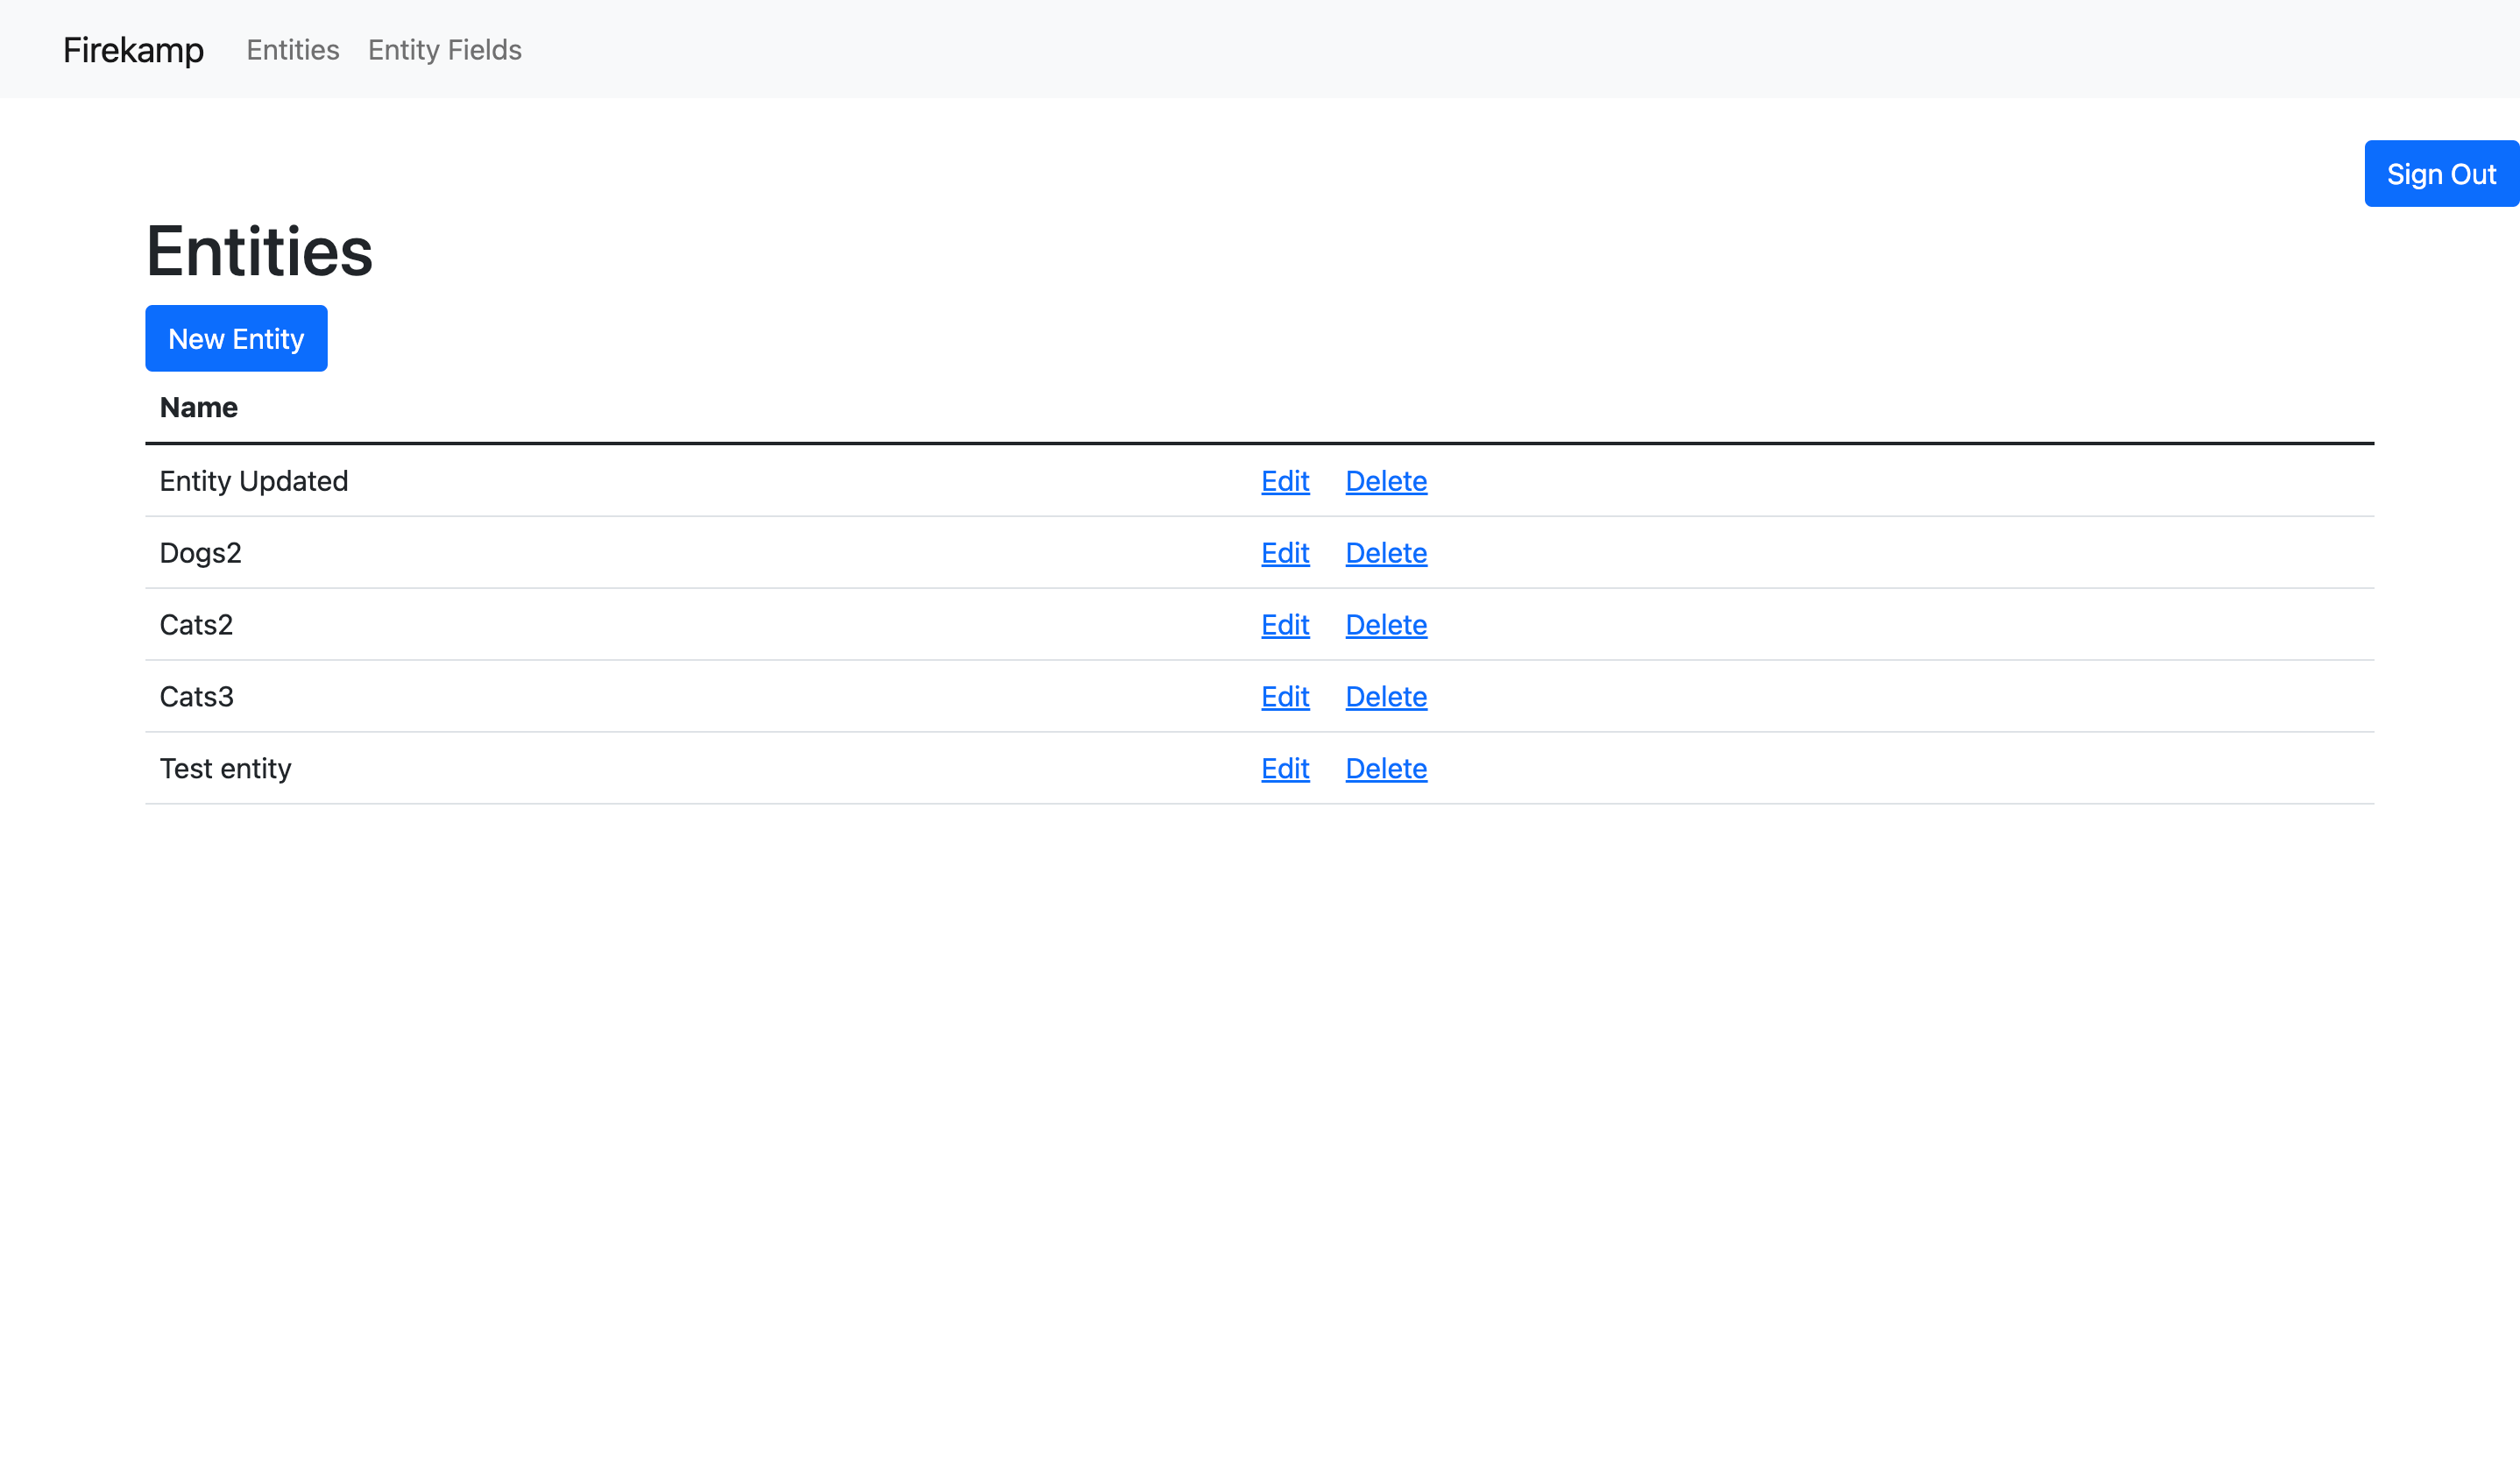 Firekamp Entities Entity Fields
Sign Out
Entities
New Entity
Name
Entity Updated Edit Delete
Dogs2 Edit Delete
Cats2 Edit Delete
Cats3 Edit Delete
Test entity Edit Delete